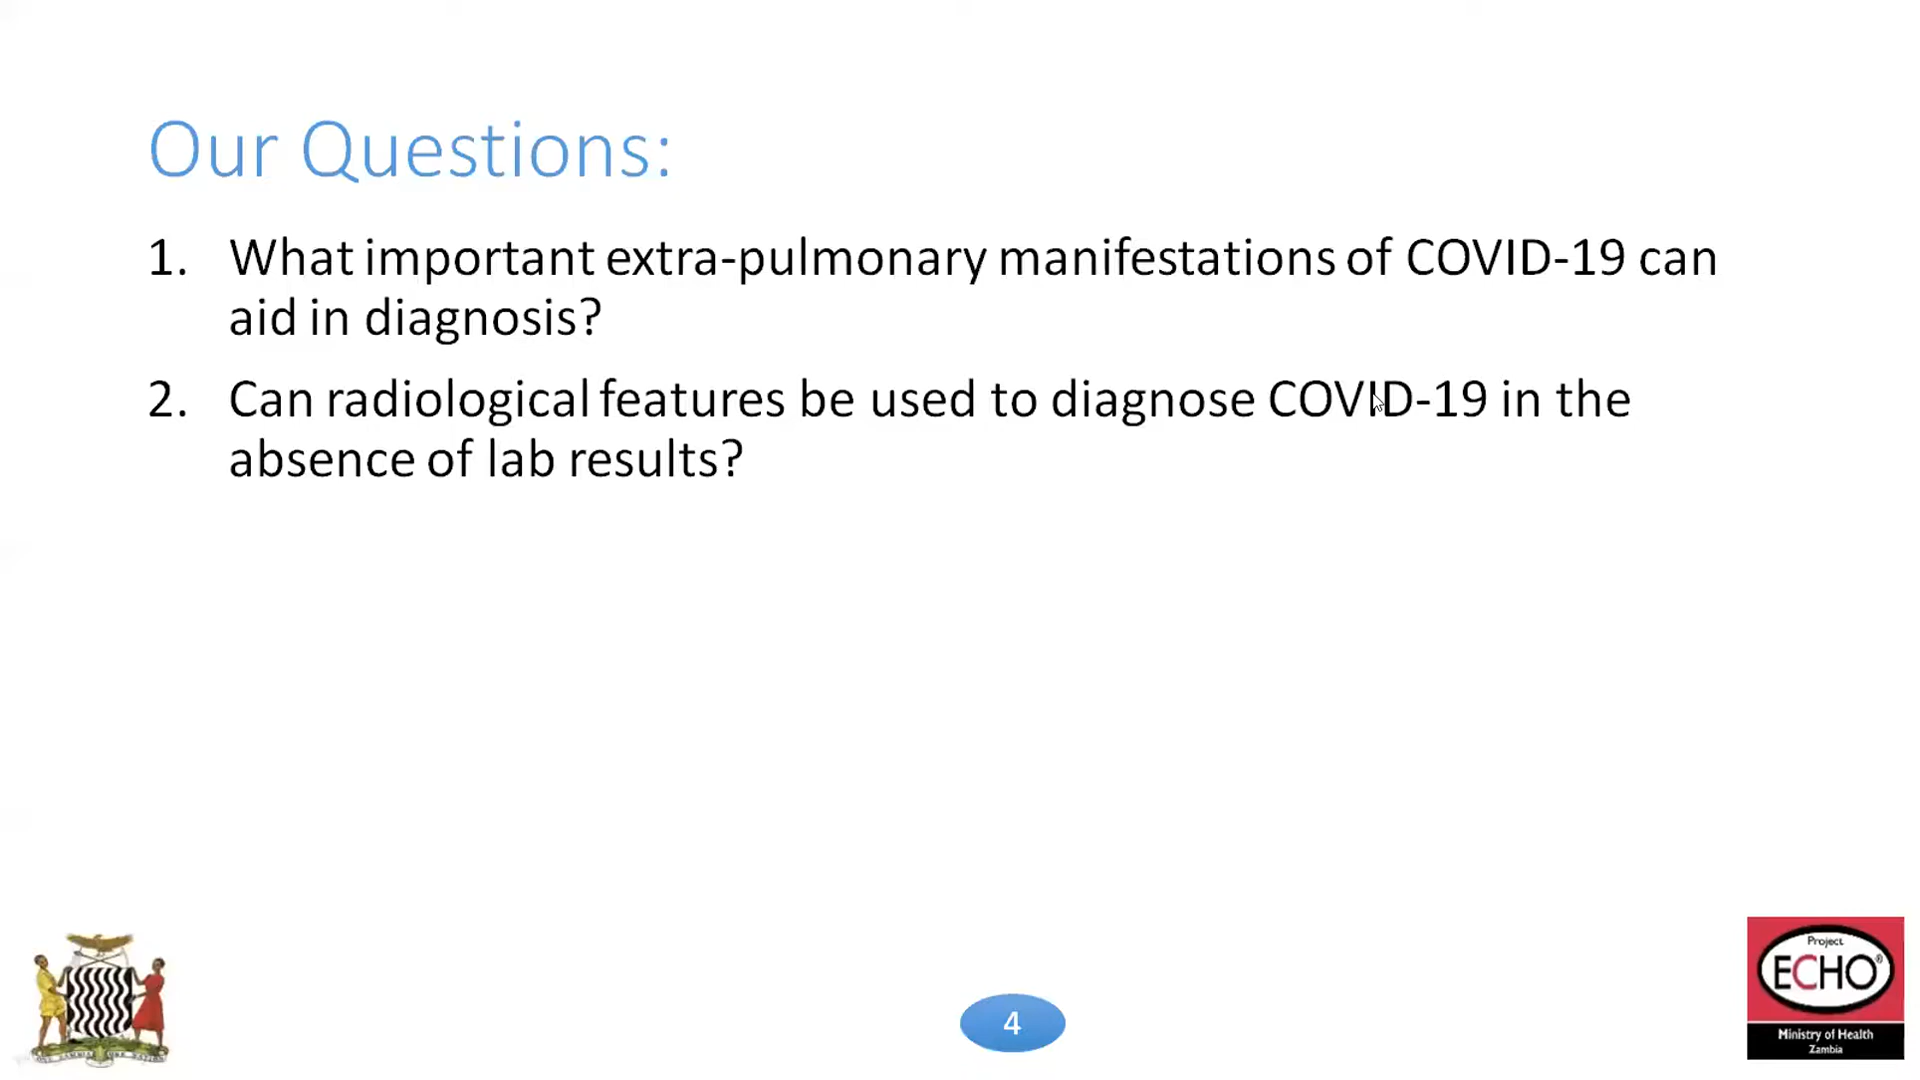 Our Questions:
1. What important extra-pulmonary manifestations of COVID-19 can
aid in diagnosis?
2. Can radiological features be used to diagnose COVID-19 in the
absence of lab results?
4
Project
ECHO®
Ministry of Health
Zambia